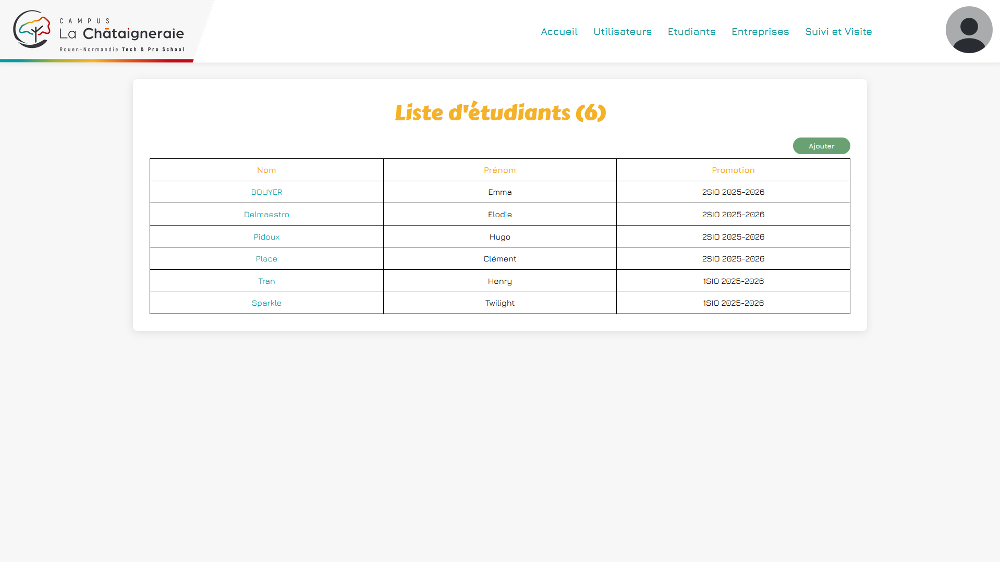 CAMPUS
La Châtaigneraie
Rouen-Normandie Tech & Pro School
Accueil Utilisateurs Etudiants Entreprises Suivi et Visite
Liste d'étudiants (6)
Ajouter
Nom Prénom Promotion
BOUYER Emma 2SIO 2025-2026
Delmaestro Elodie 2SIO 2025-2026
Pidoux Hugo 2SIO 2025-2026
Place Clément 2SIO 2025-2026
Tran Henry 1SIO 2025-2026
Sparkle Twilight 1SIO 2025-2026